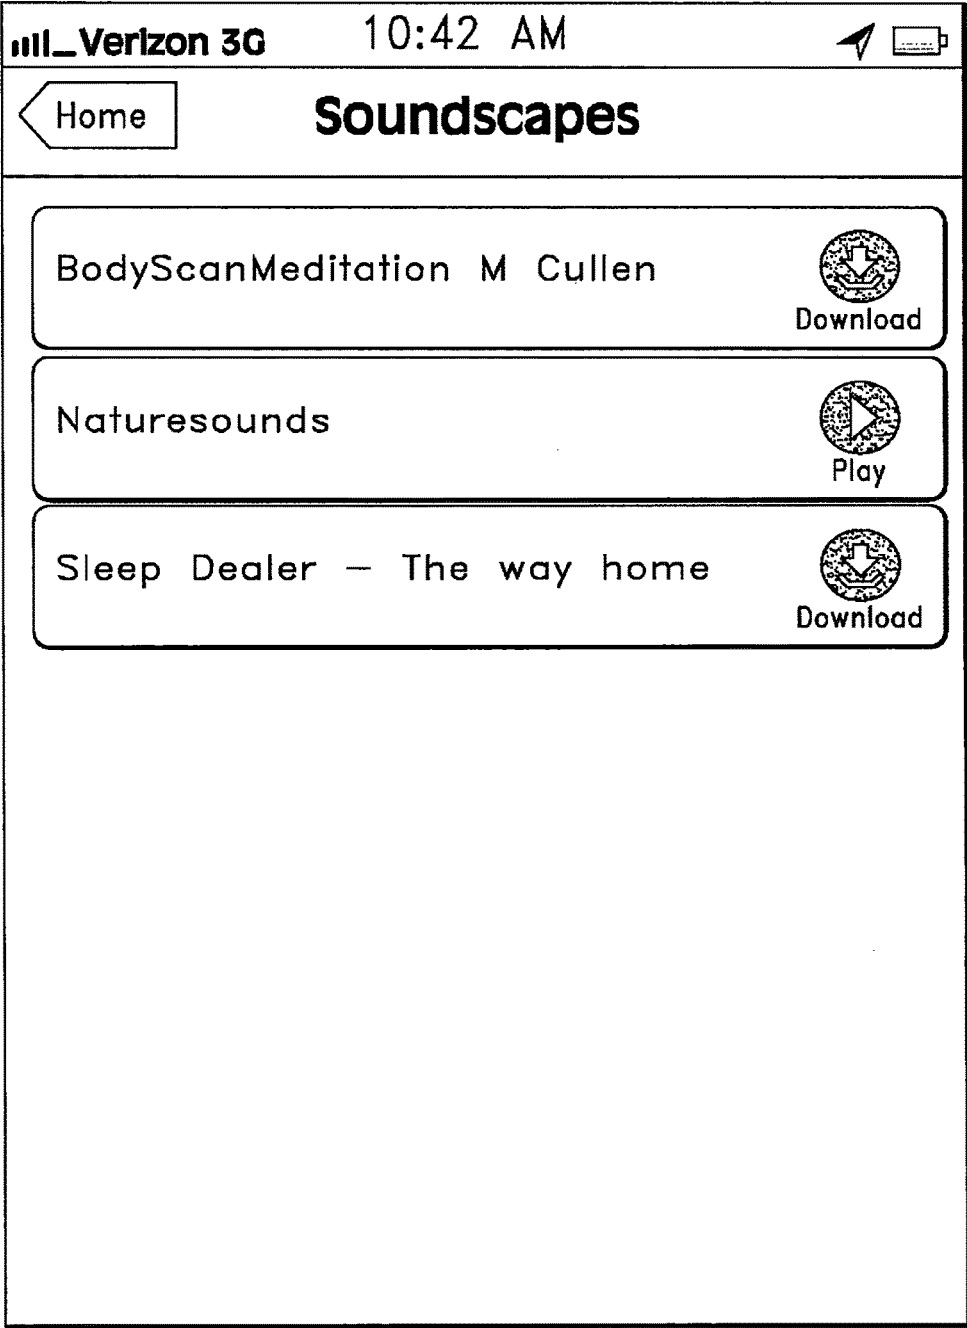 Verizon 3G 10:42 AM
Home Soundscapes
BodyScanMeditation M Cullen
Download
Naturesounds
Play
Sleep Dealer – The way home
Download